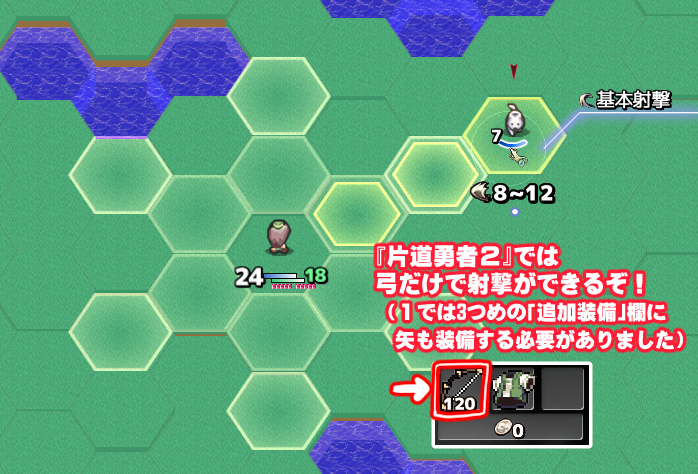 基本射撃
7
8~12
24 18
『片道勇者２』では
弓だけで射撃ができるぞ！
（１では3つめの｢追加装備｣欄に
矢も装備する必要がありました）
120
0